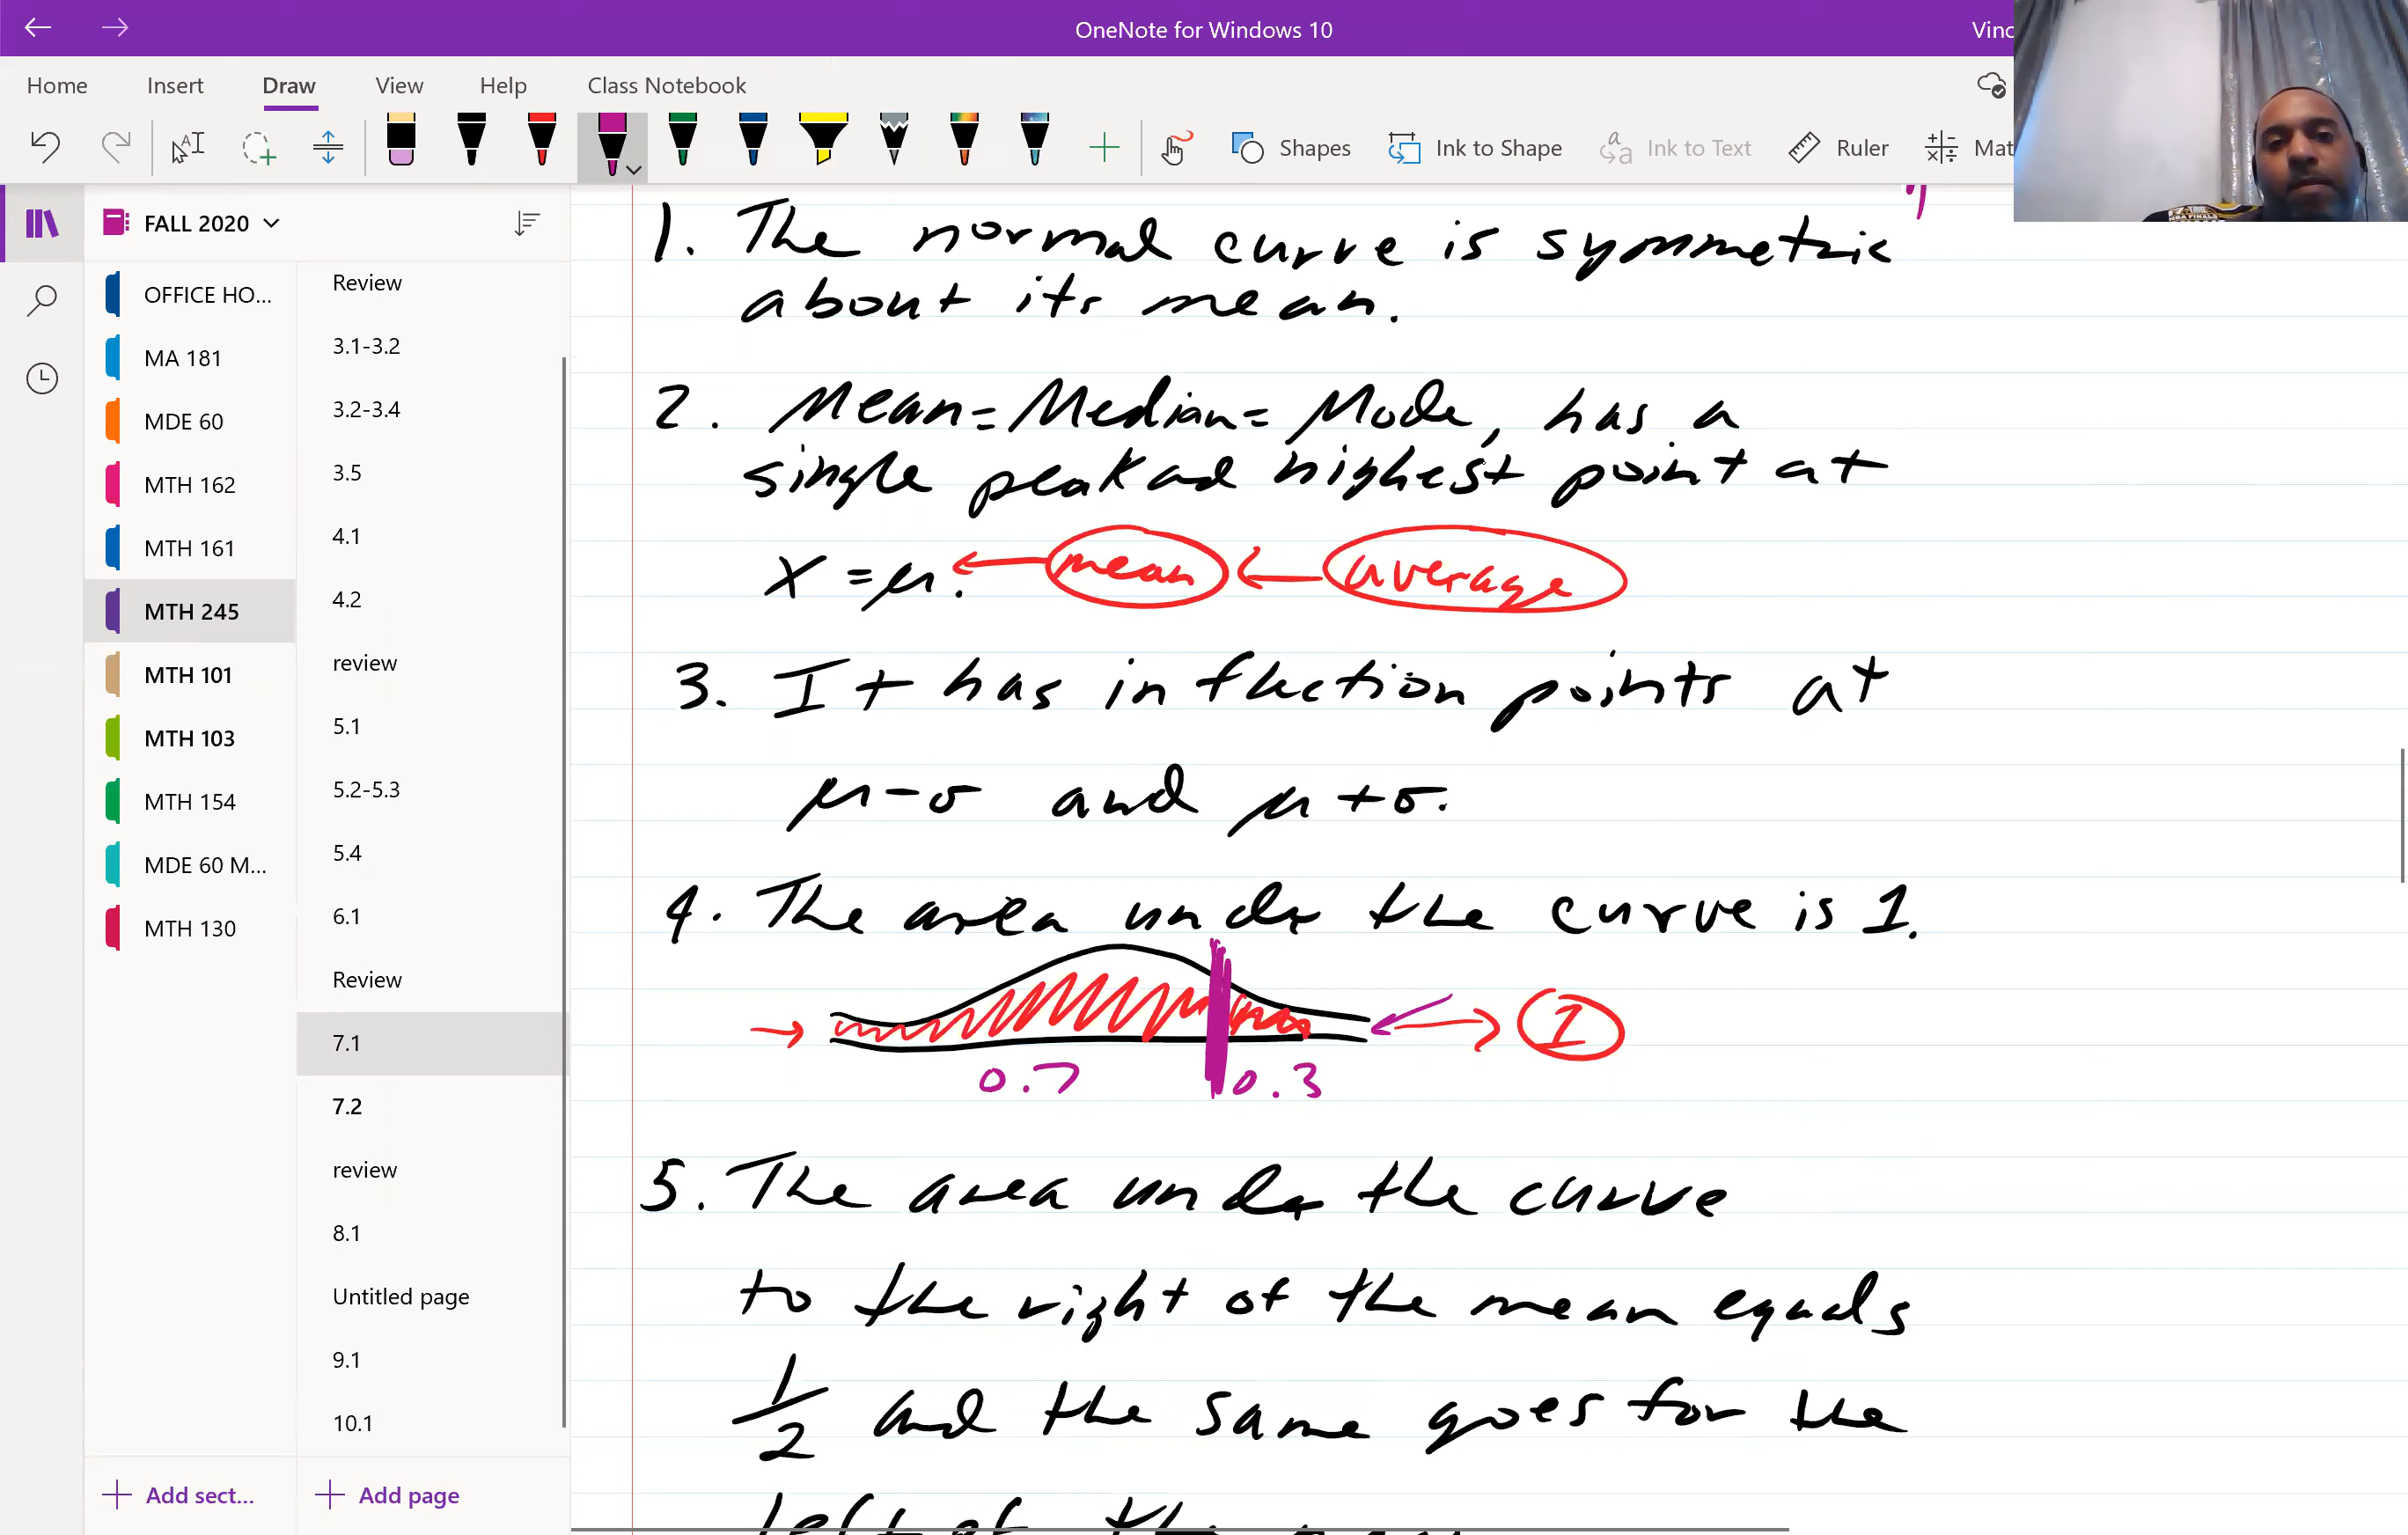 OneNote for Windows 10
Vinc
Home Insert Draw View Help Class Notebook
Shapes Ink to Shape Ink to Text Ruler Mat
FALL 2020
OFFICE HO...
MA 181
MDE 60
MTH 162
MTH 161
MTH 245
MTH 101
MTH 103
MTH 154
MDE 60 M...
MTH 130
Add sect...
Review
3.1-3.2
3.2-3.4
3.5
4.1
4.2
review
5.1
5.2-5.3
5.4
6.1
Review
7.1
7.2
review
8.1
Untitled page
9.1
10.1
Add page
1. The normal curve is symmetric
about its mean.
2. Mean = Median = Mode, has a
single peak ad highest point at
x = μ. ← mean ← average
3. It has inflection points at
μ - σ and μ + σ.
4. The area under the curve is 1.
→ ← → 1
0.7 0.3
5. The area under the curve
to the right of the mean equals
1/2 and the same goes for the
left of the